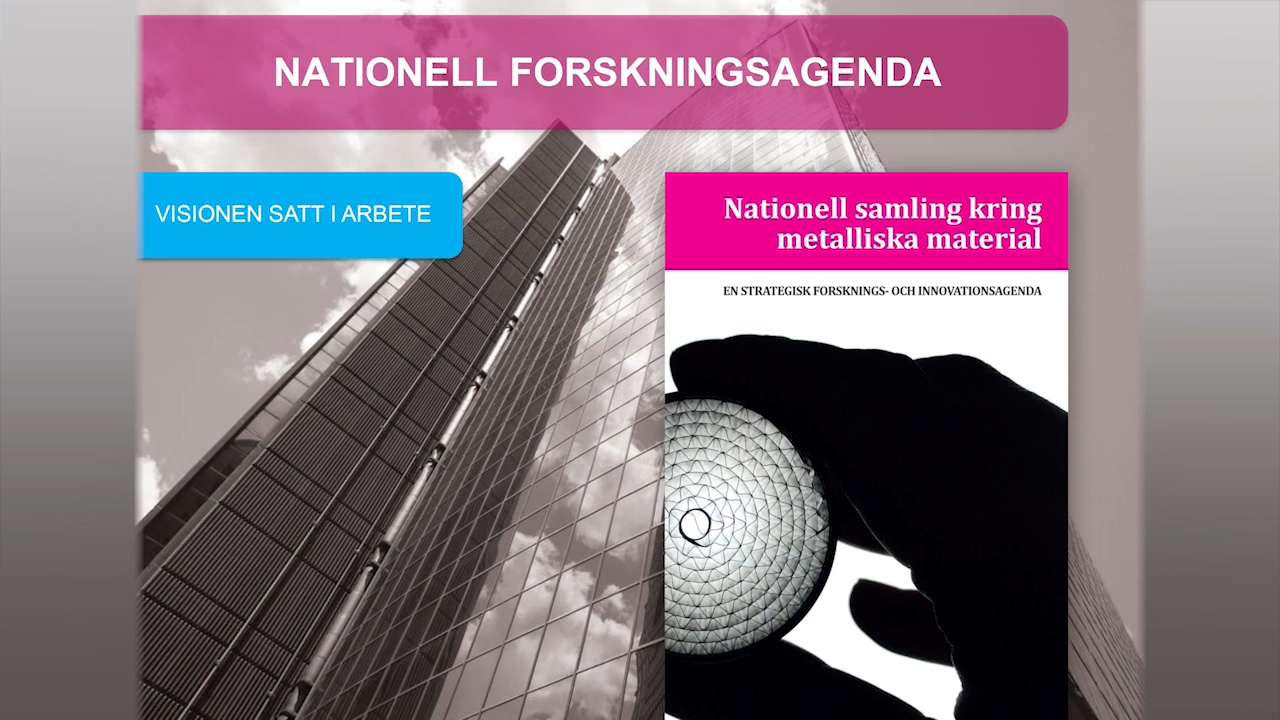 NATIONELL FORSKNINGSAGENDA
VISIONEN SATT I ARBETE
Nationell samling kring
metalliska material
EN STRATEGISK FORSKNINGS- OCH INNOVATIONSAGENDA